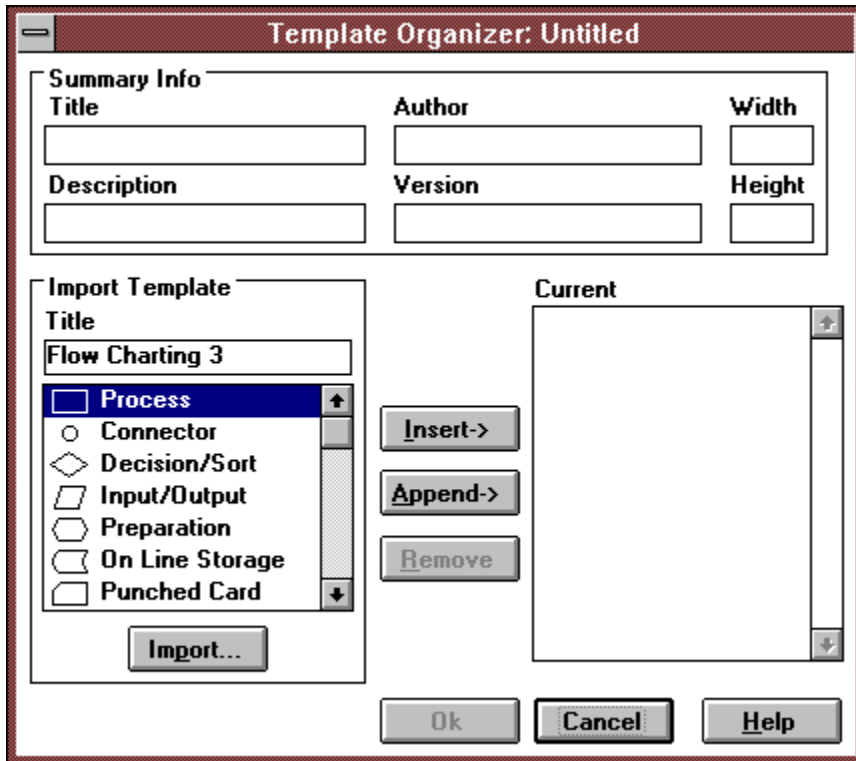 Template Organizer: Untitled
Summary Info
Title Author Width
Description Version Height
Import Template
Title
Flow Charting 3
Process
Connector
Decision/Sort
Input/Output
Preparation
On Line Storage
Punched Card
Import...
Insert->
Append->
Remove
Current
Ok Cancel Help